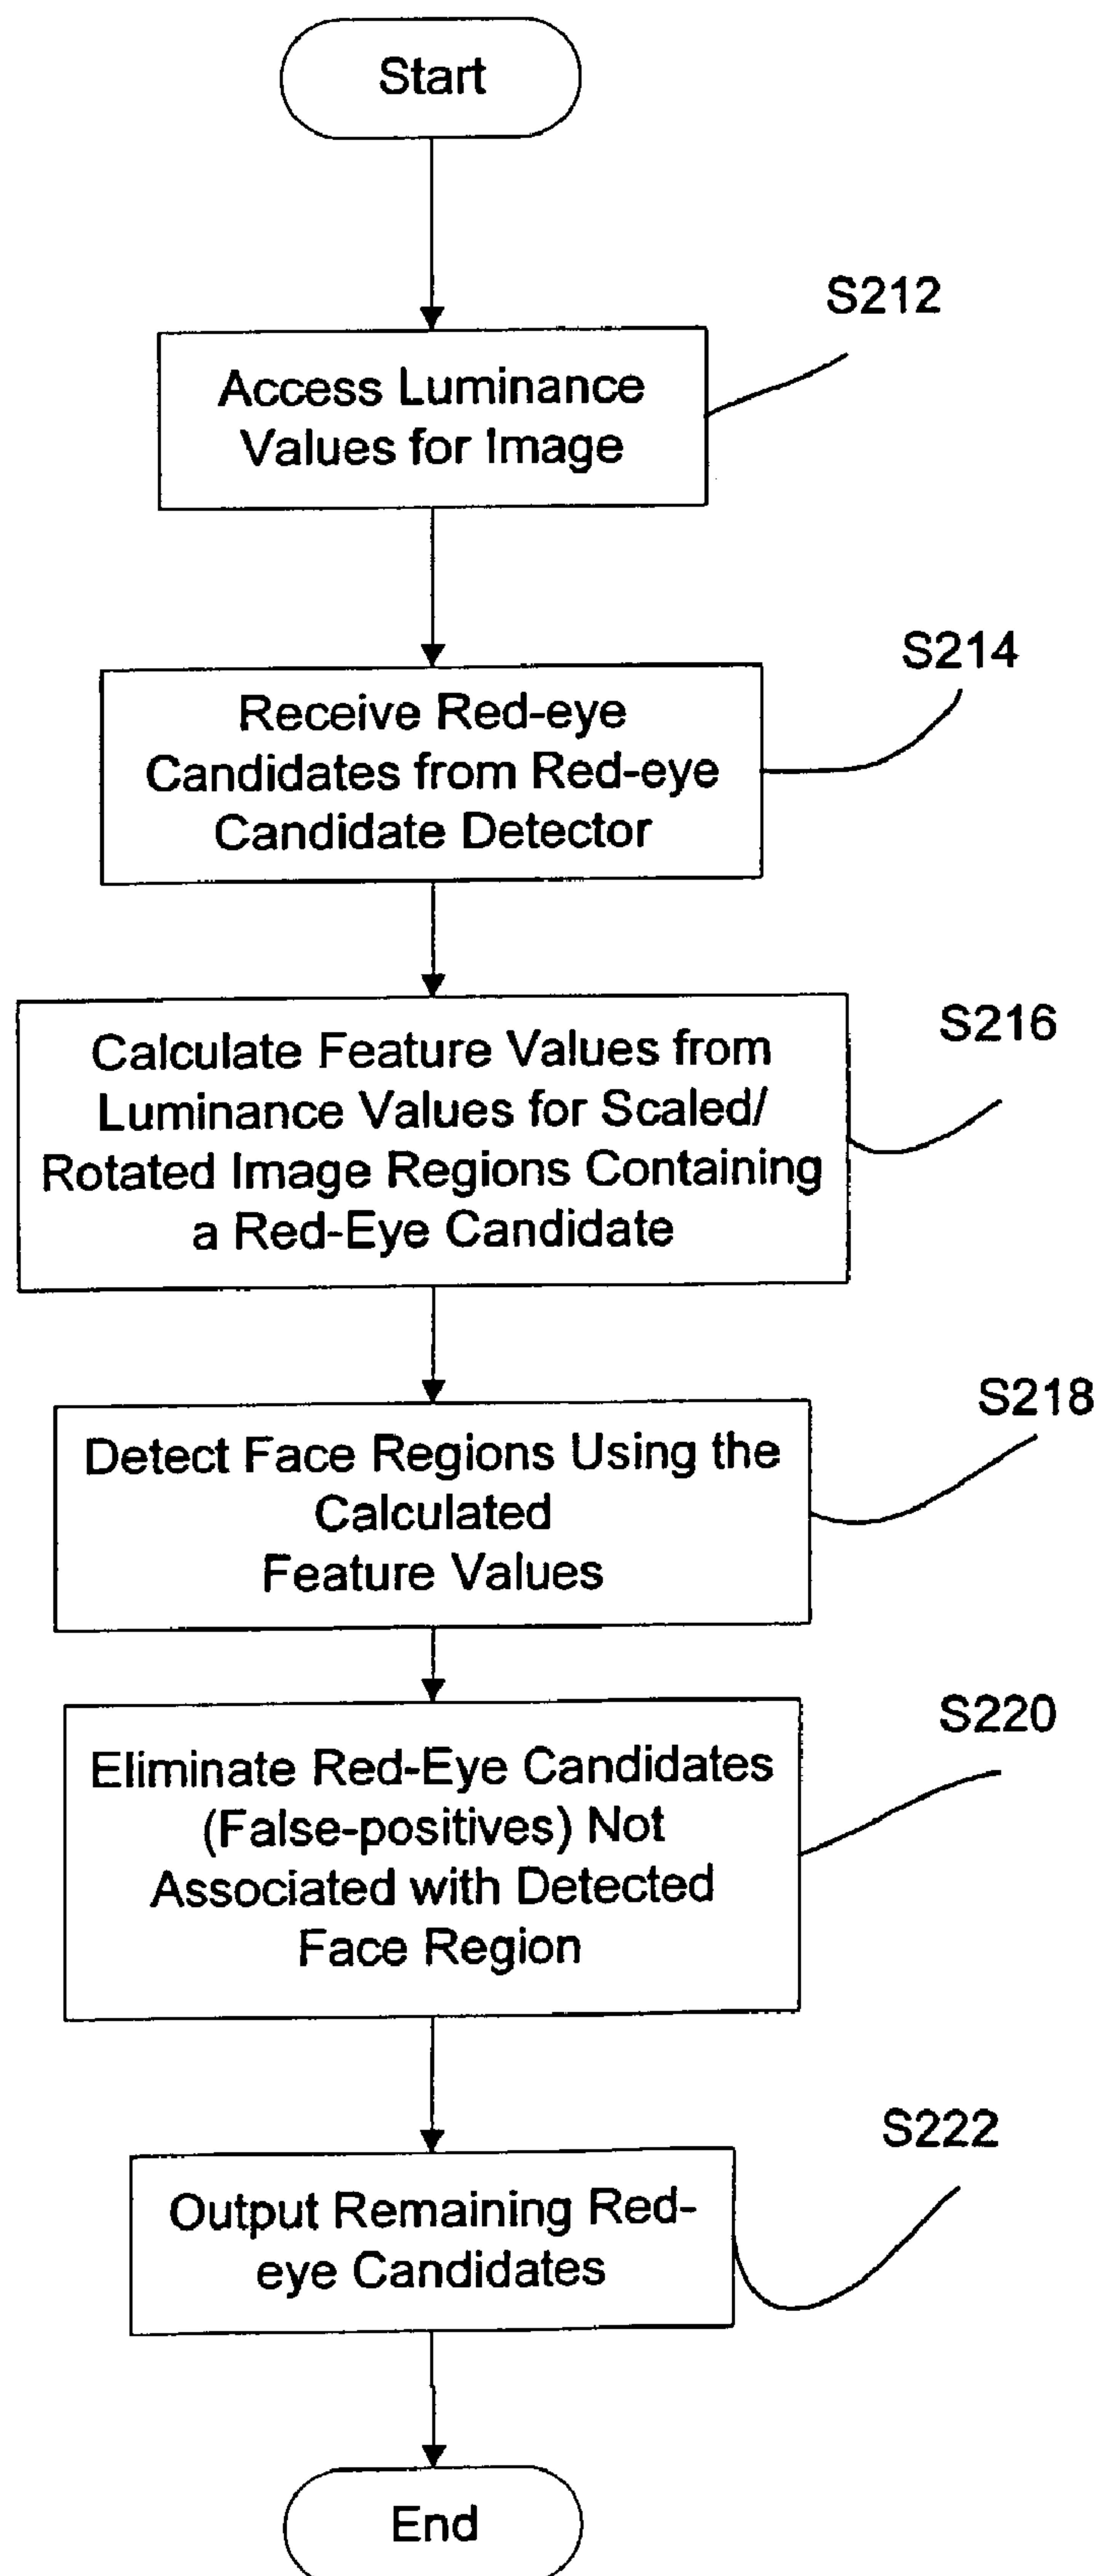 Start
S212
Access Luminance
Values for Image
S214
Receive Red-eye
Candidates from Red-eye
Candidate Detector
S216
Calculate Feature Values from
Luminance Values for Scaled/
Rotated Image Regions Containing
a Red-Eye Candidate
S218
Detect Face Regions Using the
Calculated
Feature Values
S220
Eliminate Red-Eye Candidates
(False-positives) Not
Associated with Detected
Face Region
S222
Output Remaining Red-
eye Candidates
End